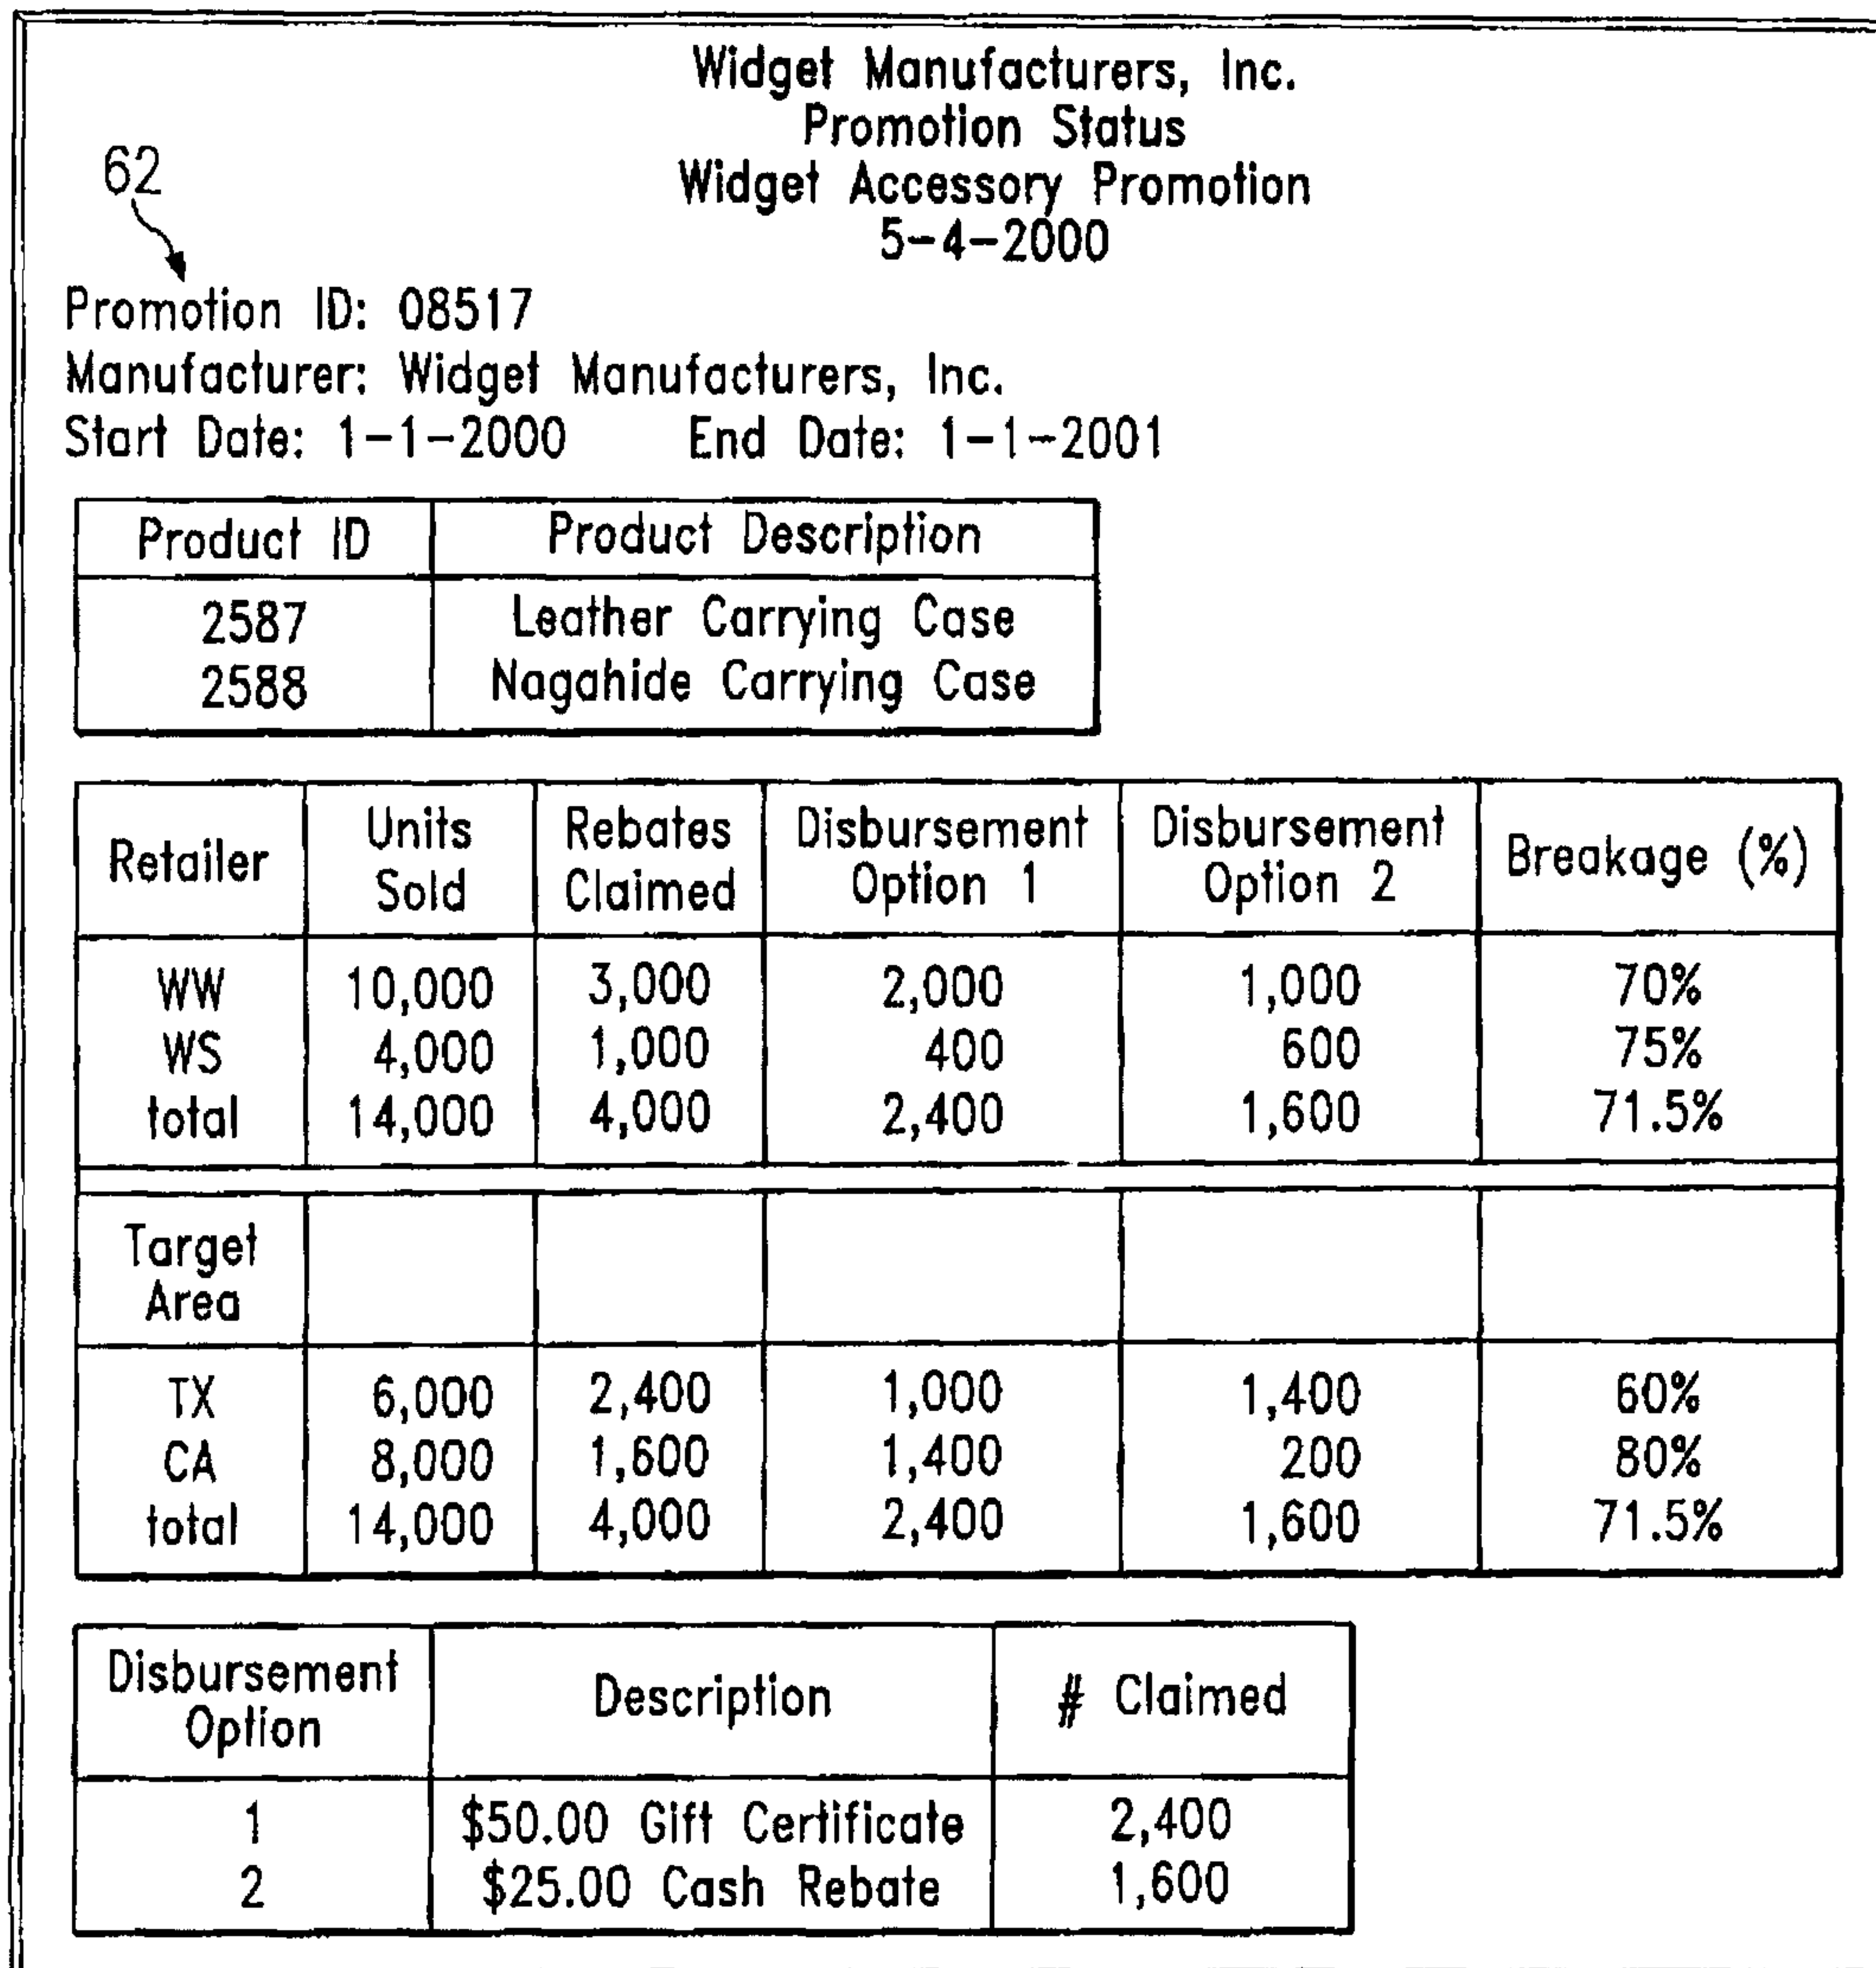 Widget Manufacturers, Inc.
Promotion Status
Widget Accessory Promotion
5-4-2000
62
Promotion ID: 08517
Manufacturer: Widget Manufacturers, Inc.
Start Date: 1-1-2000 End Date: 1-1-2001
Product ID Product Description
2587 Leather Carrying Case
2588 Nagahide Carrying Case
Retailer Units Sold Rebates Claimed Disbursement Option 1 Disbursement Option 2 Breakage (%)
WW 10,000 3,000 2,000 1,000 70%
WS 4,000 1,000 400 600 75%
total 14,000 4,000 2,400 1,600 71.5%
Target Area
TX 6,000 2,400 1,000 1,400 60%
CA 8,000 1,600 1,400 200 80%
total 14,000 4,000 2,400 1,600 71.5%
Disbursement Option Description # Claimed
1 $50.00 Gift Certificate 2,400
2 $25.00 Cash Rebate 1,600